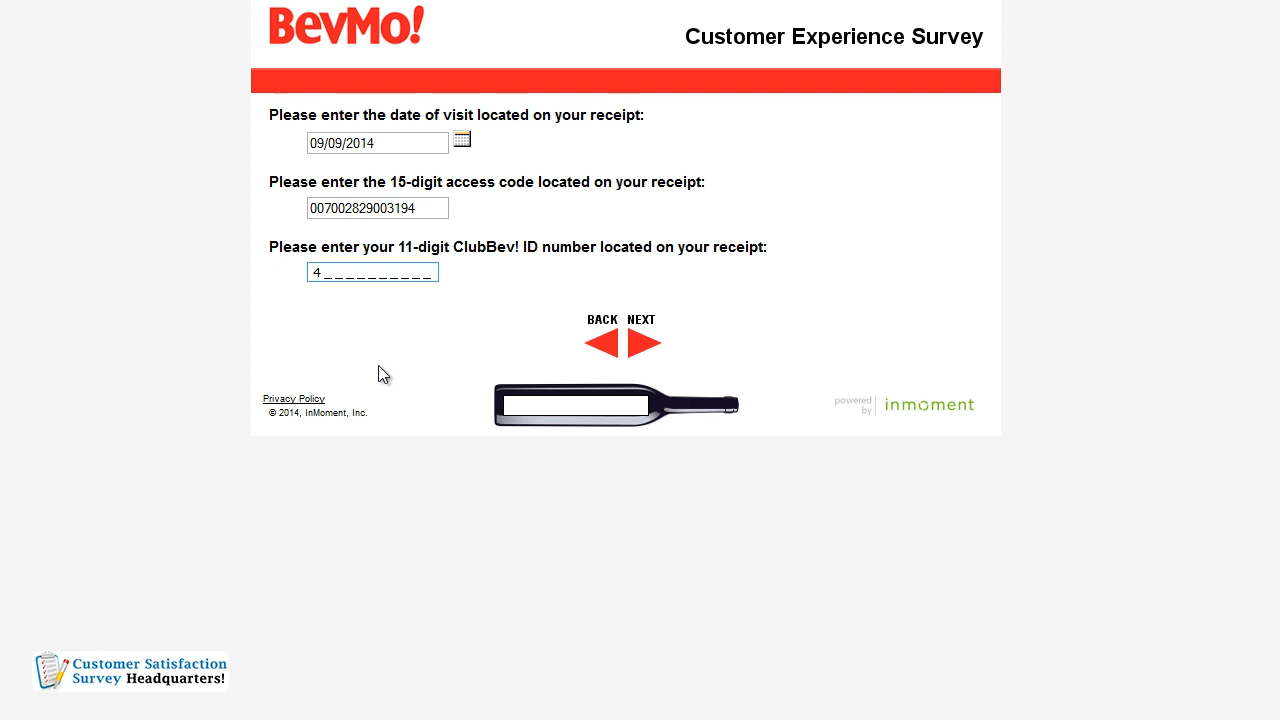 BevMo!
Customer Experience Survey
Please enter the date of visit located on your receipt:
09/09/2014
Please enter the 15-digit access code located on your receipt:
007002829003194
Please enter your 11-digit ClubBev! ID number located on your receipt:
4 _ _ _ _ _ _ _ _ _ _
BACK NEXT
Privacy Policy
© 2014, InMoment, Inc.
powered by
inmoment
Customer Satisfaction
Survey Headquarters!